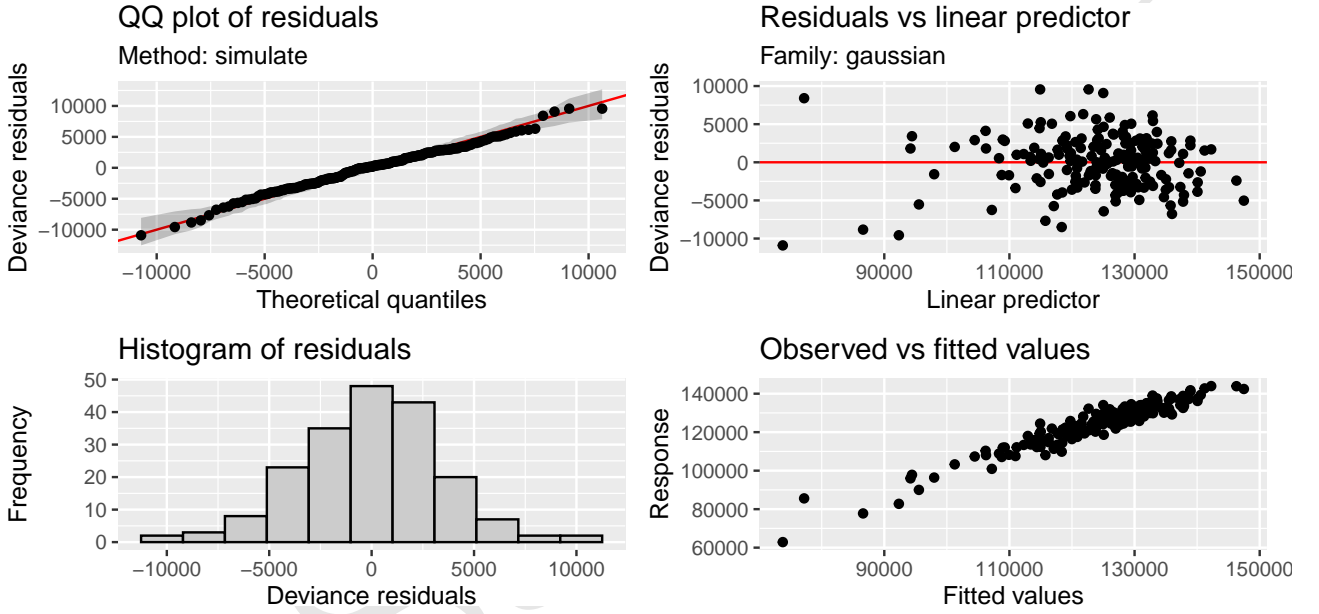 QQ plot of residuals
Method: simulate
Deviance residuals
10000
5000
0
−5000
−10000
−10000 −5000 0 5000 10000
Theoretical quantiles
Residuals vs linear predictor
Family: gaussian
Deviance residuals
10000
5000
0
−5000
−10000
90000 110000 130000 150000
Linear predictor
Histogram of residuals
Frequency
50
40
30
20
10
0
−10000 −5000 0 5000 10000
Deviance residuals
Observed vs fitted values
Response
140000
120000
100000
80000
60000
90000 110000 130000 150000
Fitted values